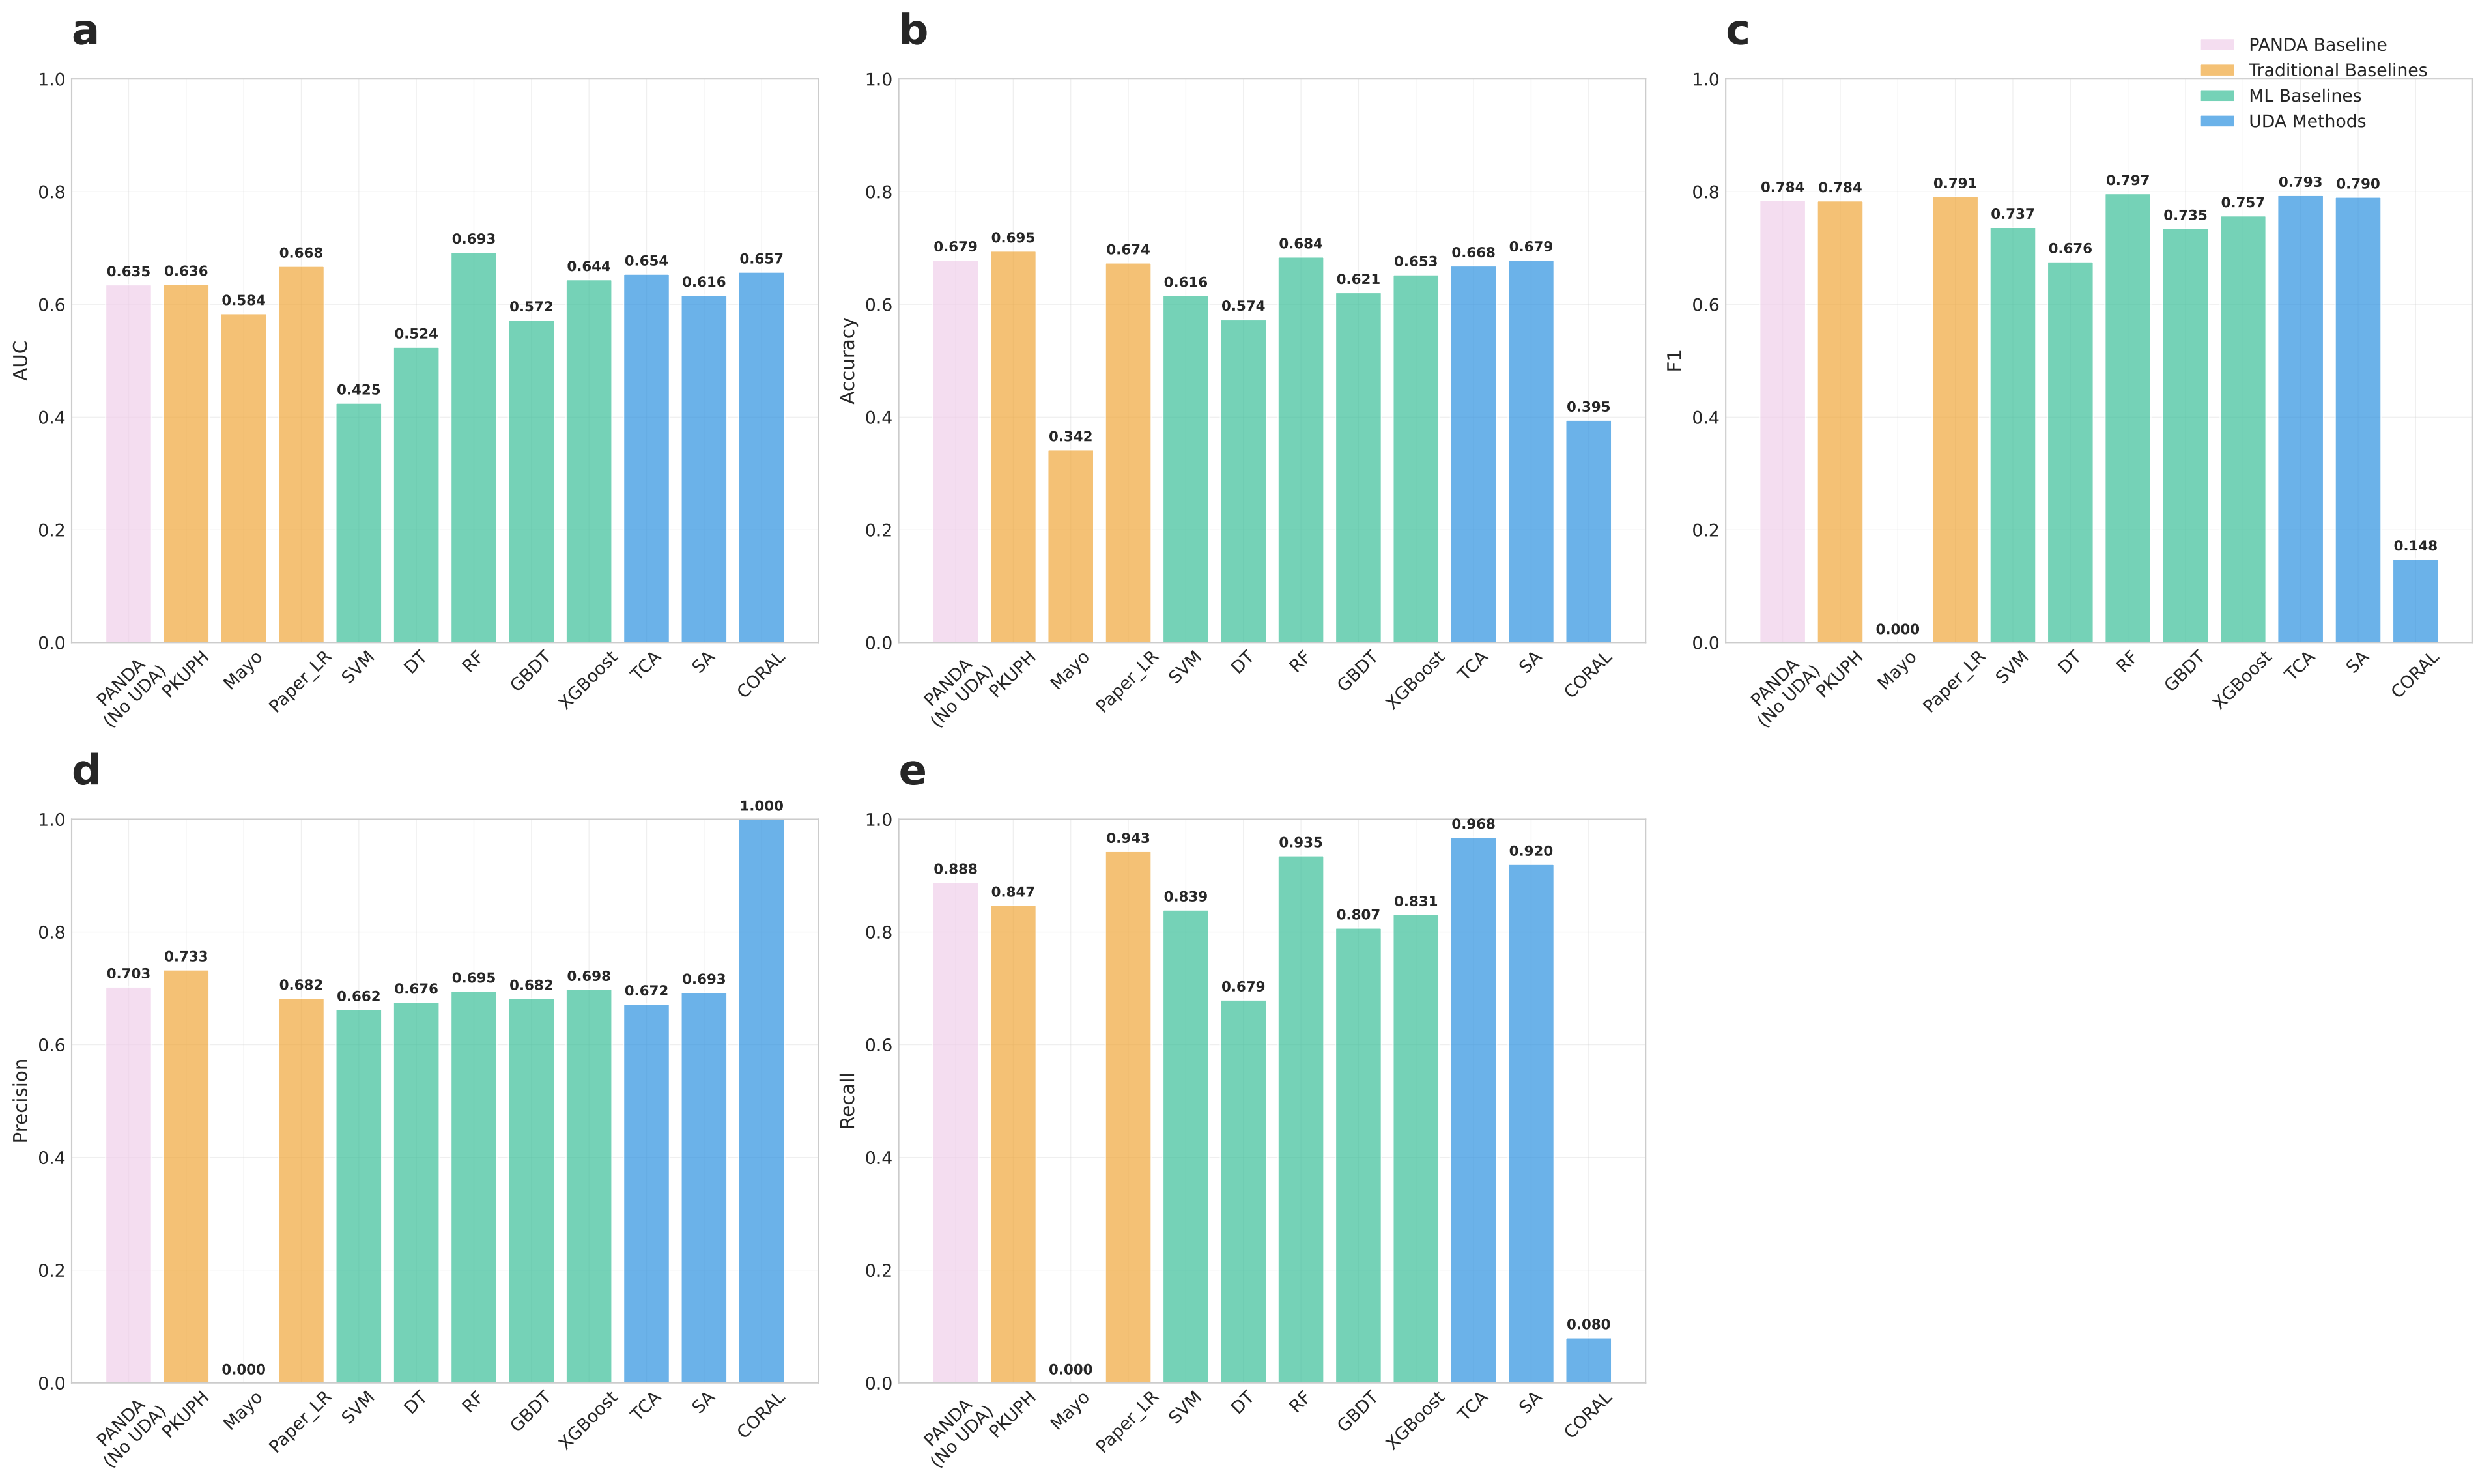 a
1.0
0.8
0.6
0.4
0.2
0.0
AUC
0.635
0.636
0.584
0.668
0.425
0.524
0.693
0.572
0.644
0.654
0.616
0.657
PANDA
(No UDA)
PKUPH
Mayo
Paper_LR
SVM
DT
RF
GBDT
XGBoost
TCA
SA
CORAL
b
1.0
0.8
0.6
0.4
0.2
0.0
Accuracy
0.679
0.695
0.342
0.674
0.616
0.574
0.684
0.621
0.653
0.668
0.679
0.395
PANDA
(No UDA)
PKUPH
Mayo
Paper_LR
SVM
DT
RF
GBDT
XGBoost
TCA
SA
CORAL
c
PANDA Baseline
Traditional Baselines
ML Baselines
UDA Methods
1.0
0.8
0.6
0.4
0.2
0.0
F1
0.784
0.784
0.000
0.791
0.737
0.676
0.797
0.735
0.757
0.793
0.790
0.148
PANDA
(No UDA)
PKUPH
Mayo
Paper_LR
SVM
DT
RF
GBDT
XGBoost
TCA
SA
CORAL
d
1.0
0.8
0.6
0.4
0.2
0.0
Precision
0.703
0.733
0.000
0.682
0.662
0.676
0.695
0.682
0.698
0.672
0.693
1.000
PANDA
(No UDA)
PKUPH
Mayo
Paper_LR
SVM
DT
RF
GBDT
XGBoost
TCA
SA
CORAL
e
1.0
0.8
0.6
0.4
0.2
0.0
Recall
0.888
0.847
0.000
0.943
0.839
0.679
0.935
0.807
0.831
0.968
0.920
0.080
PANDA
(No UDA)
PKUPH
Mayo
Paper_LR
SVM
DT
RF
GBDT
XGBoost
TCA
SA
CORAL